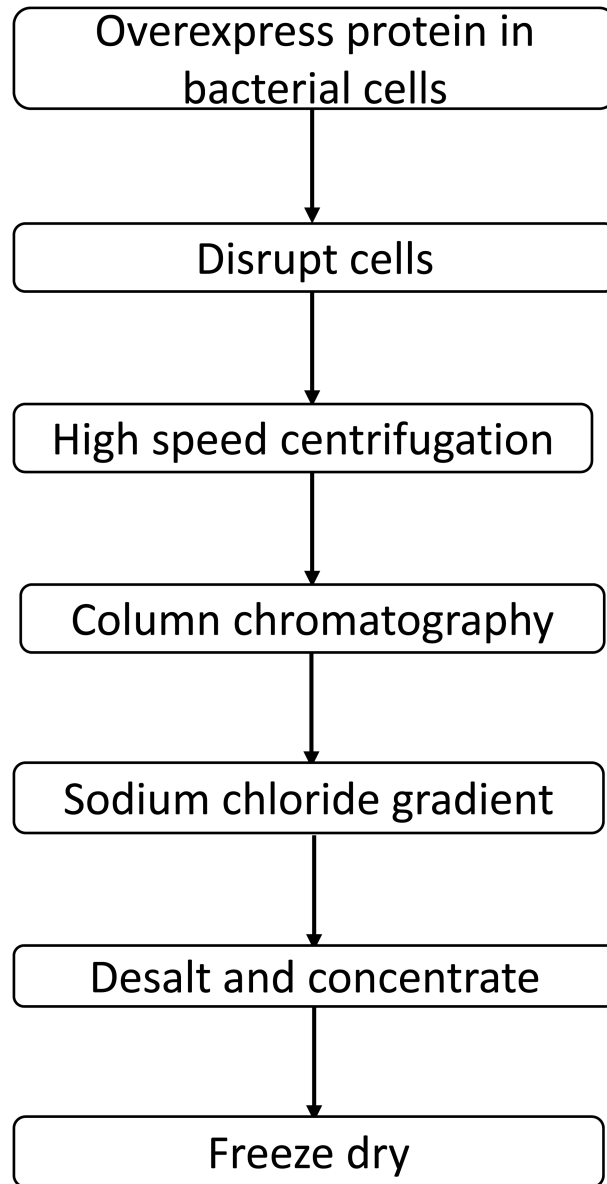 Overexpress protein in
bacterial cells
Disrupt cells
High speed centrifugation
Column chromatography
Sodium chloride gradient
Desalt and concentrate
Freeze dry